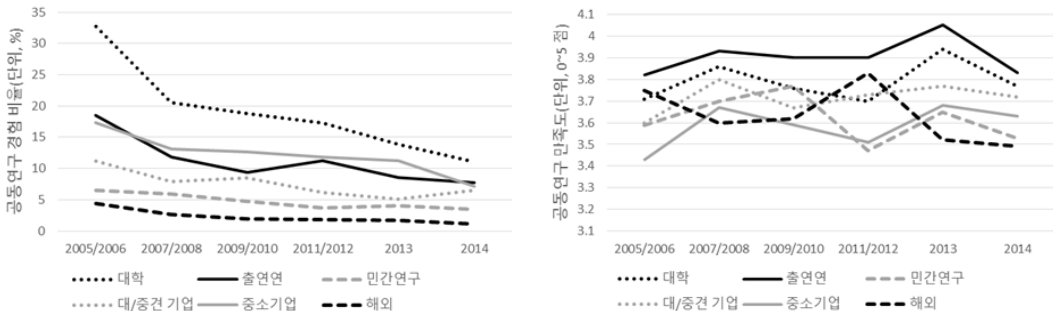 공동연구 경험 비율(단위, %)
35
30
25
20
15
10
5
0
2005/2006 2007/2008 2009/2010 2011/2012 2013 2014
대학 출연연 민간연구
대/중견 기업 중소기업 해외
공동연구 만족도(단위, 0~5 점)
4.1
4
3.9
3.8
3.7
3.6
3.5
3.4
3.3
3.2
3.1
2005/2006 2007/2008 2009/2010 2011/2012 2013 2014
대학 출연연 민간연구
대/중견 기업 중소기업 해외